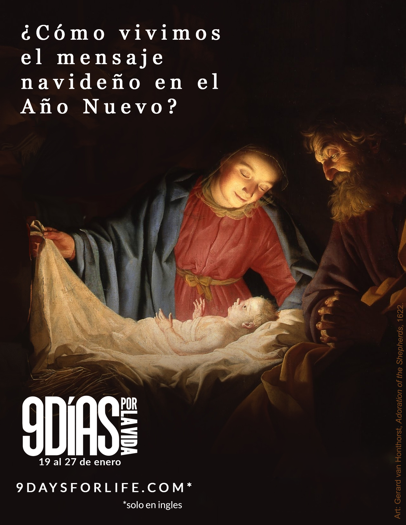 ¿Cómo vivimos
el mensaje
navideño en el
Año Nuevo?
9DÍAS POR LA VIDA
19 al 27 de enero
9DAYSFORLIFE.COM*
*solo en ingles
Art: Gerard van Honthorst, Adoration of the Shepherds, 1622